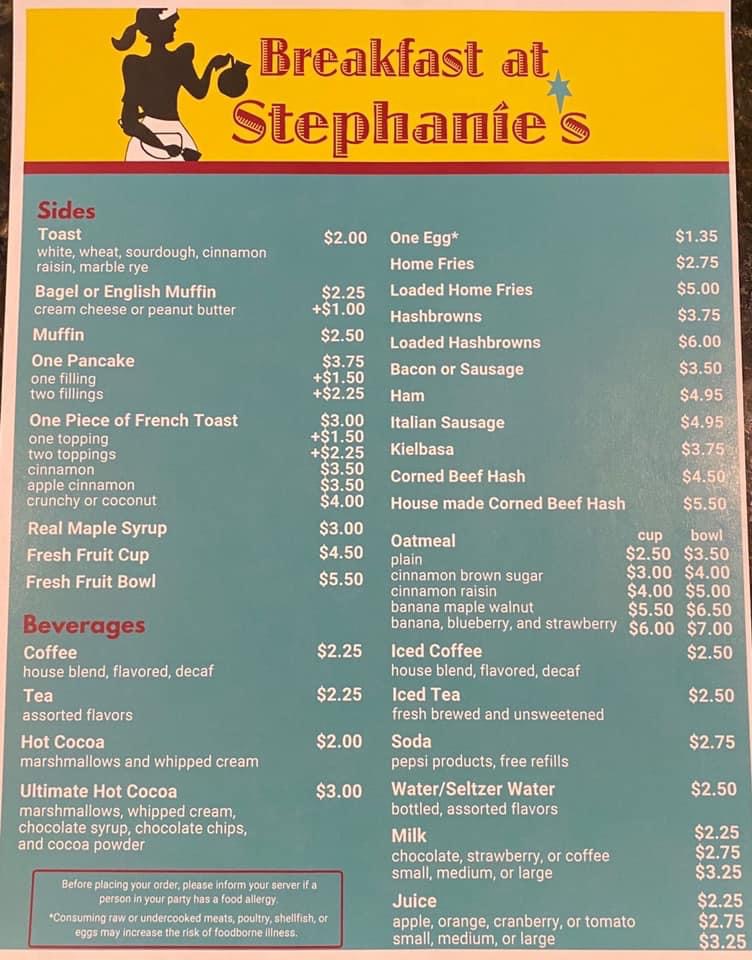 Breakfast at
Stephanie's
Sides
Toast $2.00
white, wheat, sourdough, cinnamon
raisin, marble rye
Bagel or English Muffin $2.25
cream cheese or peanut butter +$1.00
Muffin $2.50
One Pancake $3.75
one filling +$1.50
two fillings +$2.25
One Piece of French Toast $3.00
one topping +$1.50
two toppings +$2.25
cinnamon $3.50
apple cinnamon $3.50
crunchy or coconut $4.00
Real Maple Syrup $3.00
Fresh Fruit Cup $4.50
Fresh Fruit Bowl $5.50
One Egg* $1.35
Home Fries $2.75
Loaded Home Fries $5.00
Hashbrowns $3.75
Loaded Hashbrowns $6.00
Bacon or Sausage $3.50
Ham $4.95
Italian Sausage $4.95
Kielbasa $3.75
Corned Beef Hash $4.50
House made Corned Beef Hash $5.50
Oatmeal cup bowl
plain $2.50 $3.50
cinnamon brown sugar $3.00 $4.00
cinnamon raisin $4.00 $5.00
banana maple walnut $5.50 $6.50
banana, blueberry, and strawberry $6.00 $7.00
Beverages
Coffee $2.25
house blend, flavored, decaf
Tea $2.25
assorted flavors
Hot Cocoa $2.00
marshmallows and whipped cream
Ultimate Hot Cocoa $3.00
marshmallows, whipped cream,
chocolate syrup, chocolate chips,
and cocoa powder
Iced Coffee $2.50
house blend, flavored, decaf
Iced Tea $2.50
fresh brewed and unsweetened
Soda $2.75
pepsi products, free refills
Water/Seltzer Water $2.50
bottled, assorted flavors
Milk $2.25
chocolate, strawberry, or coffee $2.75
small, medium, or large $3.25
Juice $2.25
apple, orange, cranberry, or tomato $2.75
small, medium, or large $3.25
Before placing your order, please inform your server if a
person in your party has a food allergy.
*Consuming raw or undercooked meats, poultry, shellfish, or
eggs may increase the risk of foodborne illness.